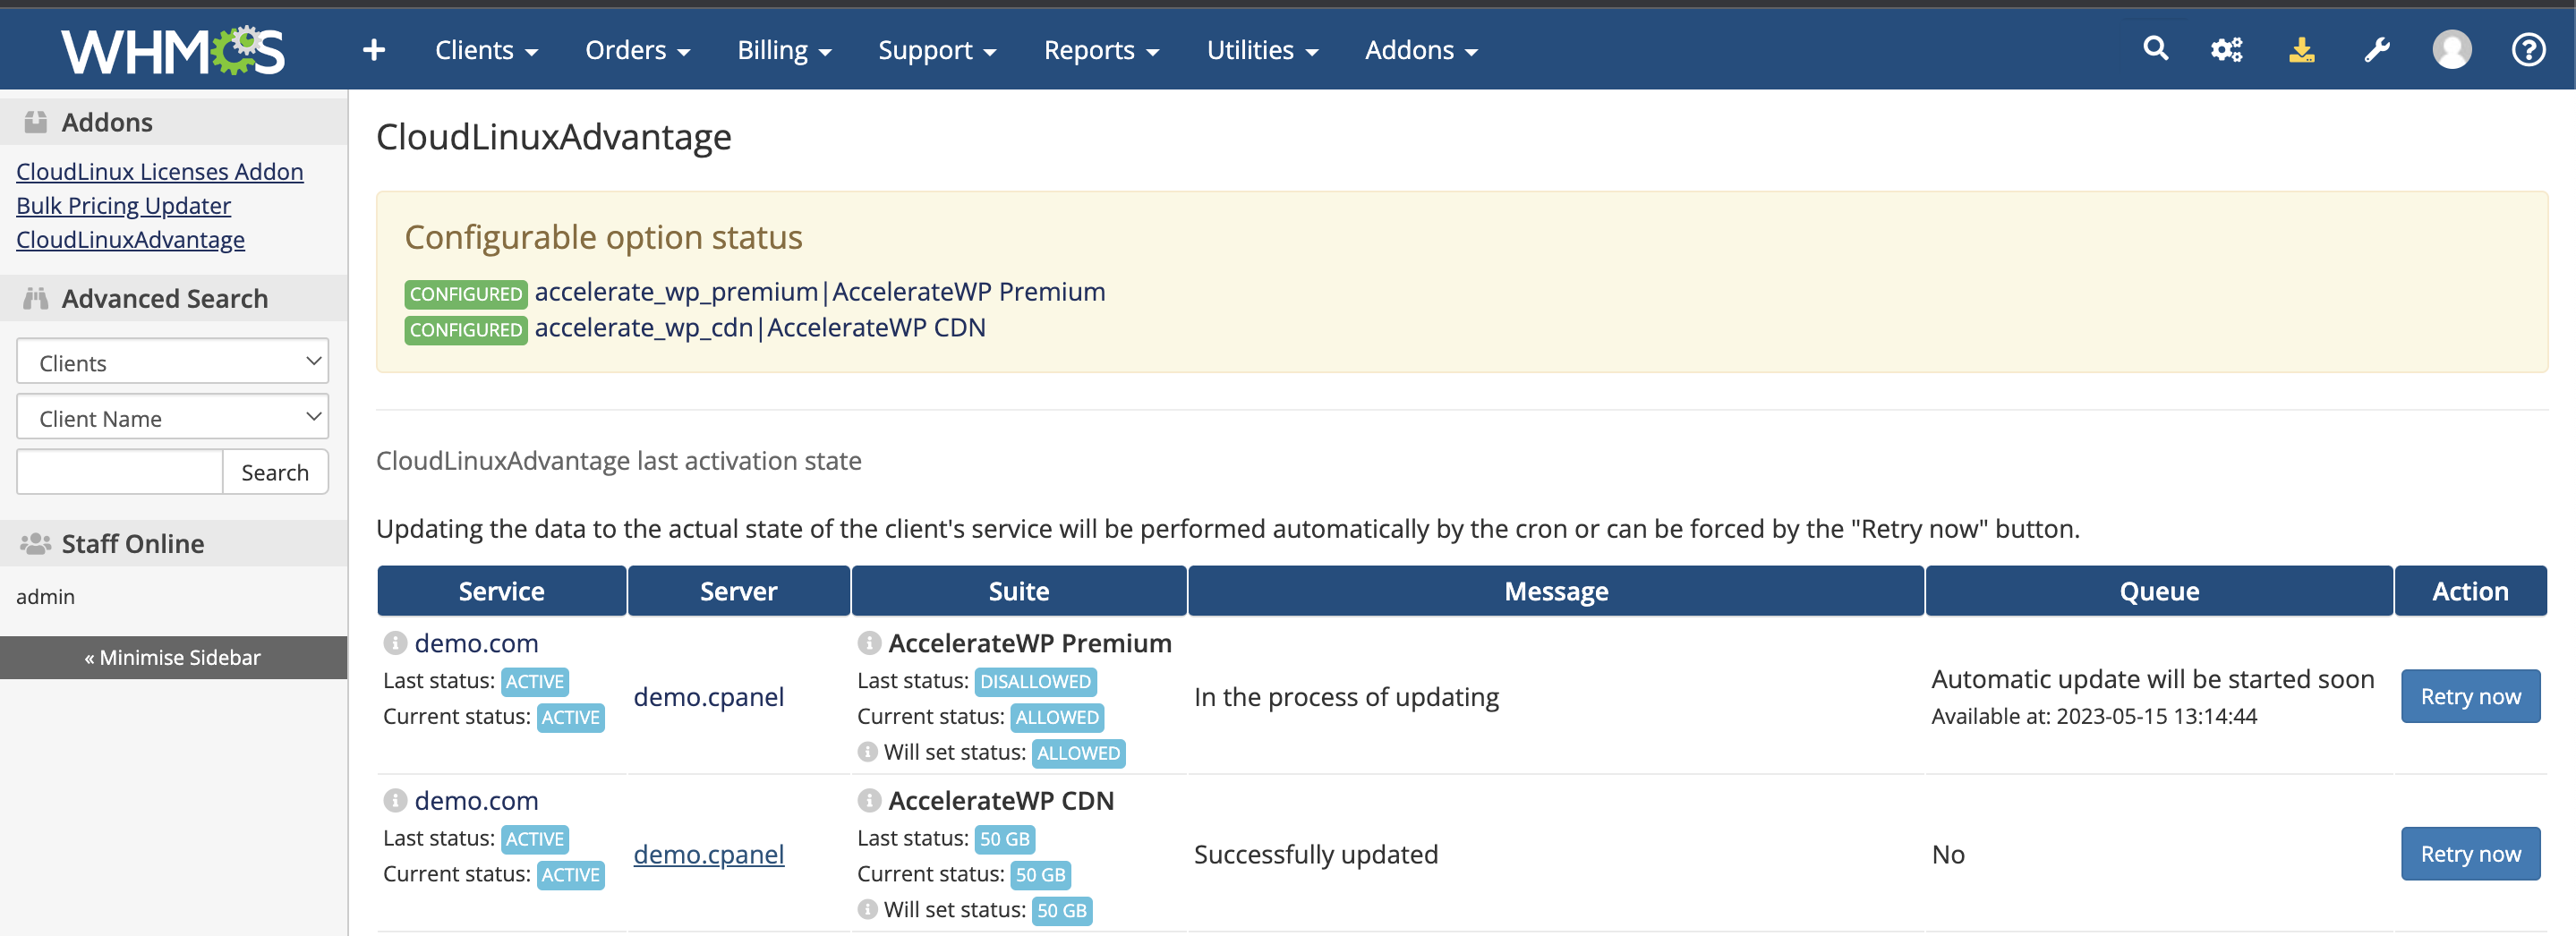 WHMCS + Clients Orders Billing Support Reports Utilities Addons
Addons
CloudLinux Licenses Addon
Bulk Pricing Updater
CloudLinuxAdvantage
Advanced Search
Clients
Client Name
Search
Staff Online
admin
« Minimise Sidebar
CloudLinuxAdvantage
Configurable option status
CONFIGURED accelerate_wp_premium|AccelerateWP Premium
CONFIGURED accelerate_wp_cdn|AccelerateWP CDN
CloudLinuxAdvantage last activation state
Updating the data to the actual state of the client's service will be performed automatically by the cron or can be forced by the "Retry now" button.
Service Server Suite Message Queue Action
demo.com
Last status: ACTIVE
Current status: ACTIVE
demo.cpanel
AccelerateWP Premium
Last status: DISALLOWED
Current status: ALLOWED
Will set status: ALLOWED
In the process of updating
Automatic update will be started soon
Available at: 2023-05-15 13:14:44
Retry now
demo.com
Last status: ACTIVE
Current status: ACTIVE
demo.cpanel
AccelerateWP CDN
Last status: 50 GB
Current status: 50 GB
Will set status: 50 GB
Successfully updated
No
Retry now